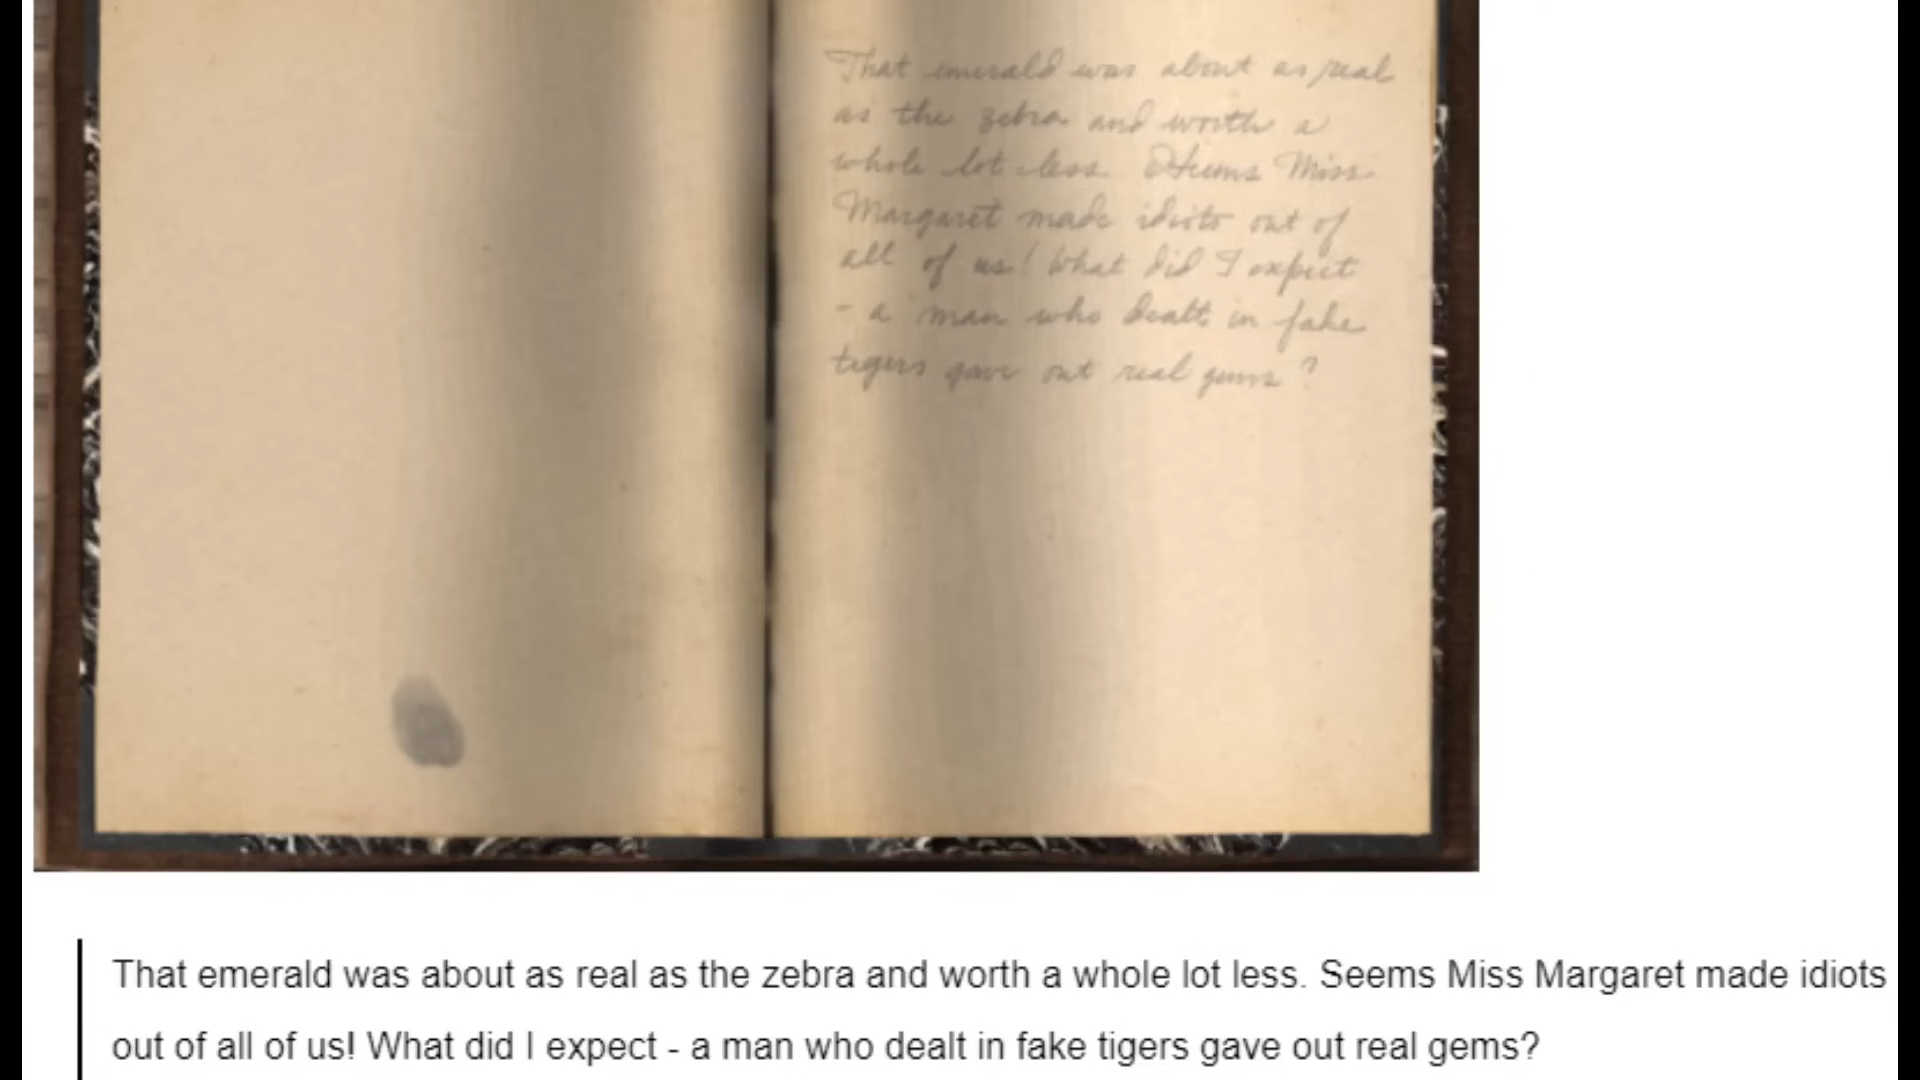 That emerald was about as real
as the zebra and worth a
whole lot less. Seems Miss
Margaret made idiots out of
all of us! What did I expect
- a man who dealt in fake
tigers gave out real gems?
That emerald was about as real as the zebra and worth a whole lot less. Seems Miss Margaret made idiots
out of all of us! What did I expect - a man who dealt in fake tigers gave out real gems?